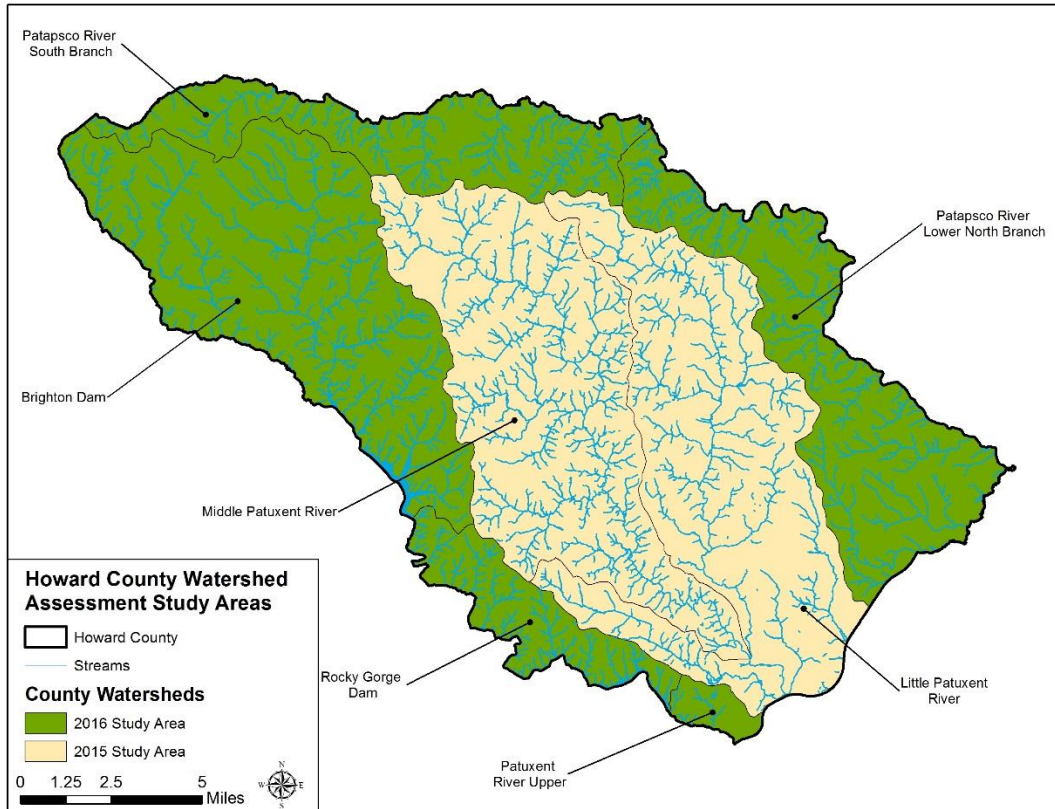 Patapsco River
South Branch
Patapsco River
Lower North Branch
Brighton Dam
Middle Patuxent River
Rocky Gorge
Dam
Little Patuxent
River
Patuxent
River Upper
Howard County Watershed
Assessment Study Areas
Howard County
Streams
County Watersheds
2016 Study Area
2015 Study Area
0 1.25 2.5 5
Miles
N
W E
S